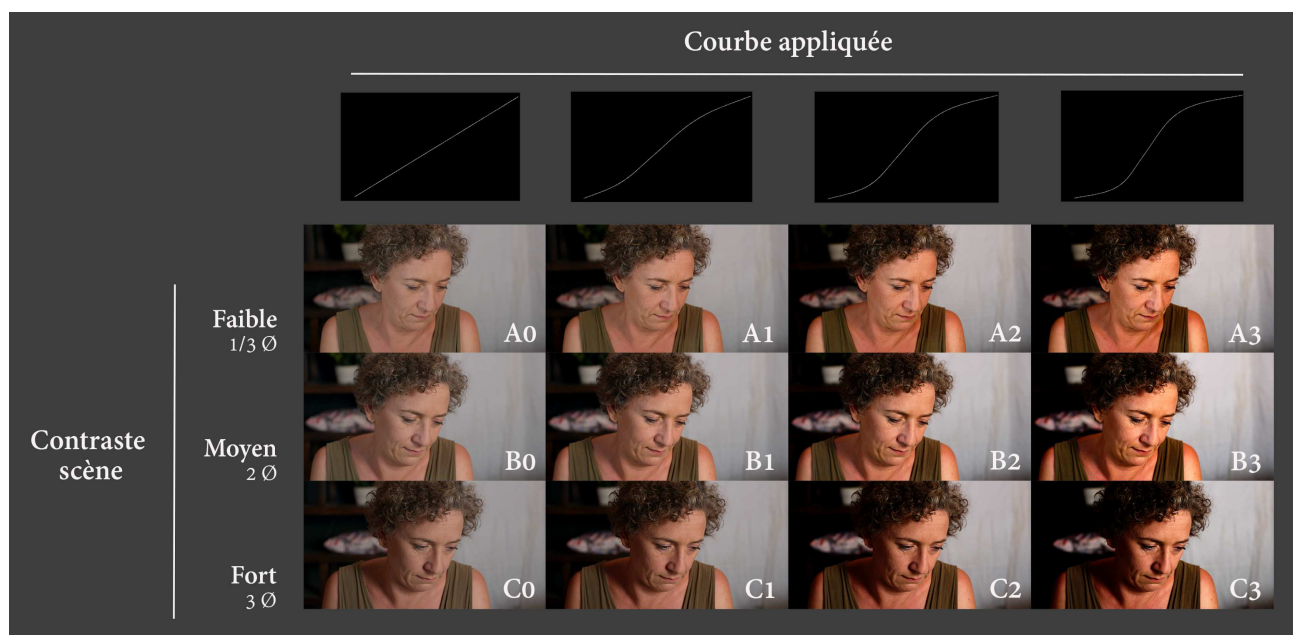 Courbe appliquée
Contraste
scène
Faible
1/3 Ø
A0
A1
A2
A3
Moyen
2 Ø
B0
B1
B2
B3
Fort
3 Ø
C0
C1
C2
C3